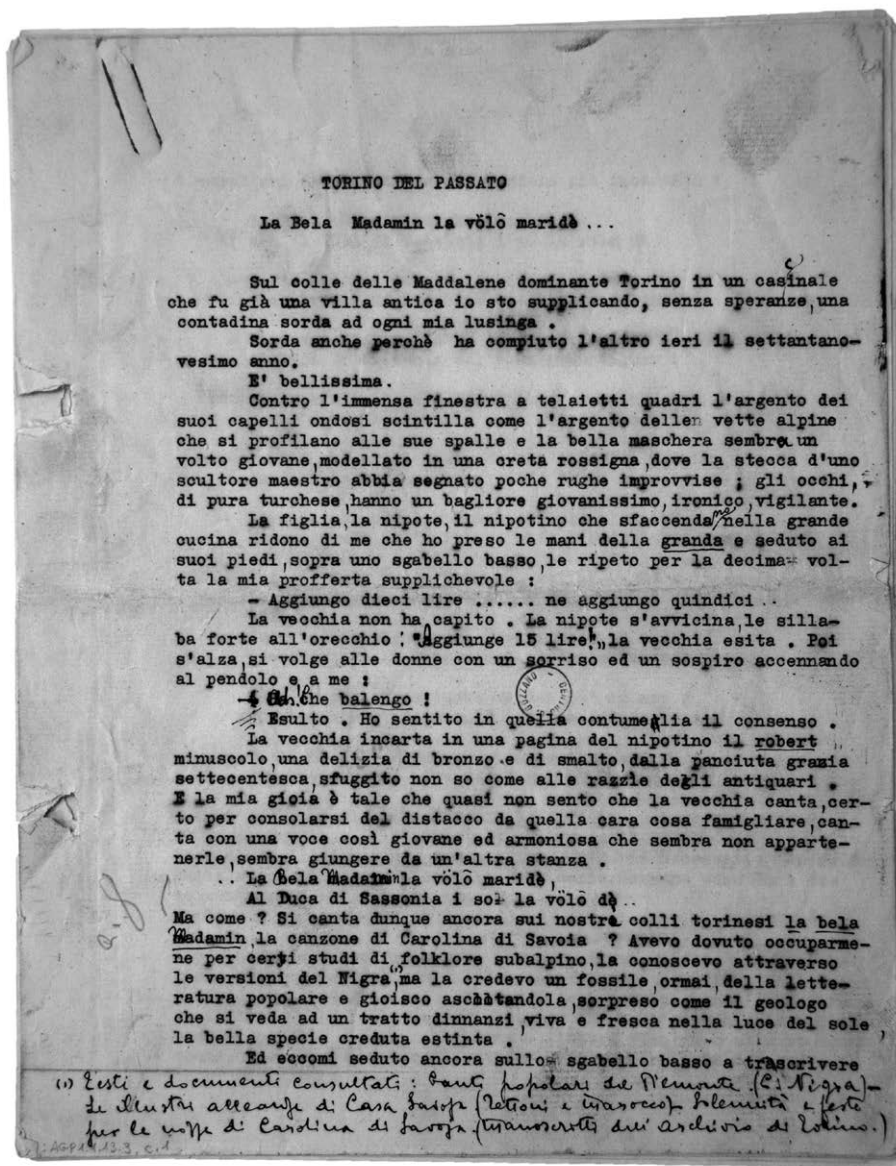 TORINO DEL PASSATO
La Bela Madamin la völô maridè ...
Sul colle delle Maddalene dominante Torino in un casçinale
che fu già una villa antica io sto supplicando, senza speranze, una
contadina sorda ad ogni mia lusinga .
Sorda anche perchè ha compiuto l'altro ieri il settantano-
vesimo anno.
E' bellissima.
Contro l'immensa finestra a telaietti quadri l'argento dei
suoi capelli ondosi scintilla come l'argento delle vette alpine
che si profilano alle sue spalle e la bella maschera sembra un
volto giovane, modellato in una creta rossigna, dove la stecca d'uno
scultore maestro abbia segnato poche rughe improvvise ; gli occhi,
di pura turchese, hanno un bagliore giovanissimo, ironico, vigilante.
La figlia, la nipote, il nipotino che sfaccendano nella grande
cucina ridono di me che ho preso le mani della granda e seduto ai
suoi piedi, sopra uno sgabello basso, le ripeto per la decima vol-
ta la mia profferta supplichevole :
- Aggiungo dieci lire ...... ne aggiungo quindici ..
La vecchia non ha capito . La nipote s'avvicina, le silla-
ba forte all'orecchio : "Aggiunge 15 lire!" la vecchia esita . Poi
s'alza, si volge alle donne con un sorriso ed un sospiro accennando
al pendolo e a me :
- Oh! Che balengo !
Esulto . Ho sentito in quella contumelia il consenso .
La vecchia incarta in una pagina del nipotino il robert
minuscolo, una delizia di bronzo e di smalto, dalla panciuta grazia
settecentesca, sfuggito non so come alle razzie degli antiquari .
E la mia gioia è tale che quasi non sento che la vecchia canta, cer-
to per consolarsi del distacco da quella cara cosa famigliare, can-
ta con una voce così giovane ed armoniosa che sembra non apparte-
nerle, sembra giungere da un'altra stanza .
.. La Bela Madamin la völô maridè,
Al Duca di Sassonia i sol la völô dè ..
Ma come ? Si canta dunque ancora sui nostri colli torinesi la bela
Madamin, la canzone di Carolina di Savoia ? Avevo dovuto occuparme-
ne per certi studi di folklore subalpino, la conoscevo attraverso
le versioni del Nigra (1) ma la credevo un fossile, ormai, della lette-
ratura popolare e gioisco ascoltandola, sorpreso come il geologo
che si veda ad un tratto dinnanzi, viva e fresca nella luce del sole
la bella specie creduta estinta .
Ed eccomi seduto ancora sullo sgabello basso a trascrivere
(1) Testi e documenti consultati : Canti popolari del Piemonte (C. Nigra) -
Le illustri alleanze di Casa Savoja - Solennità e feste
per le nozze di Carolina di Savoja. (Manoscritti dell' archivio di Torino.)
GOZZANO